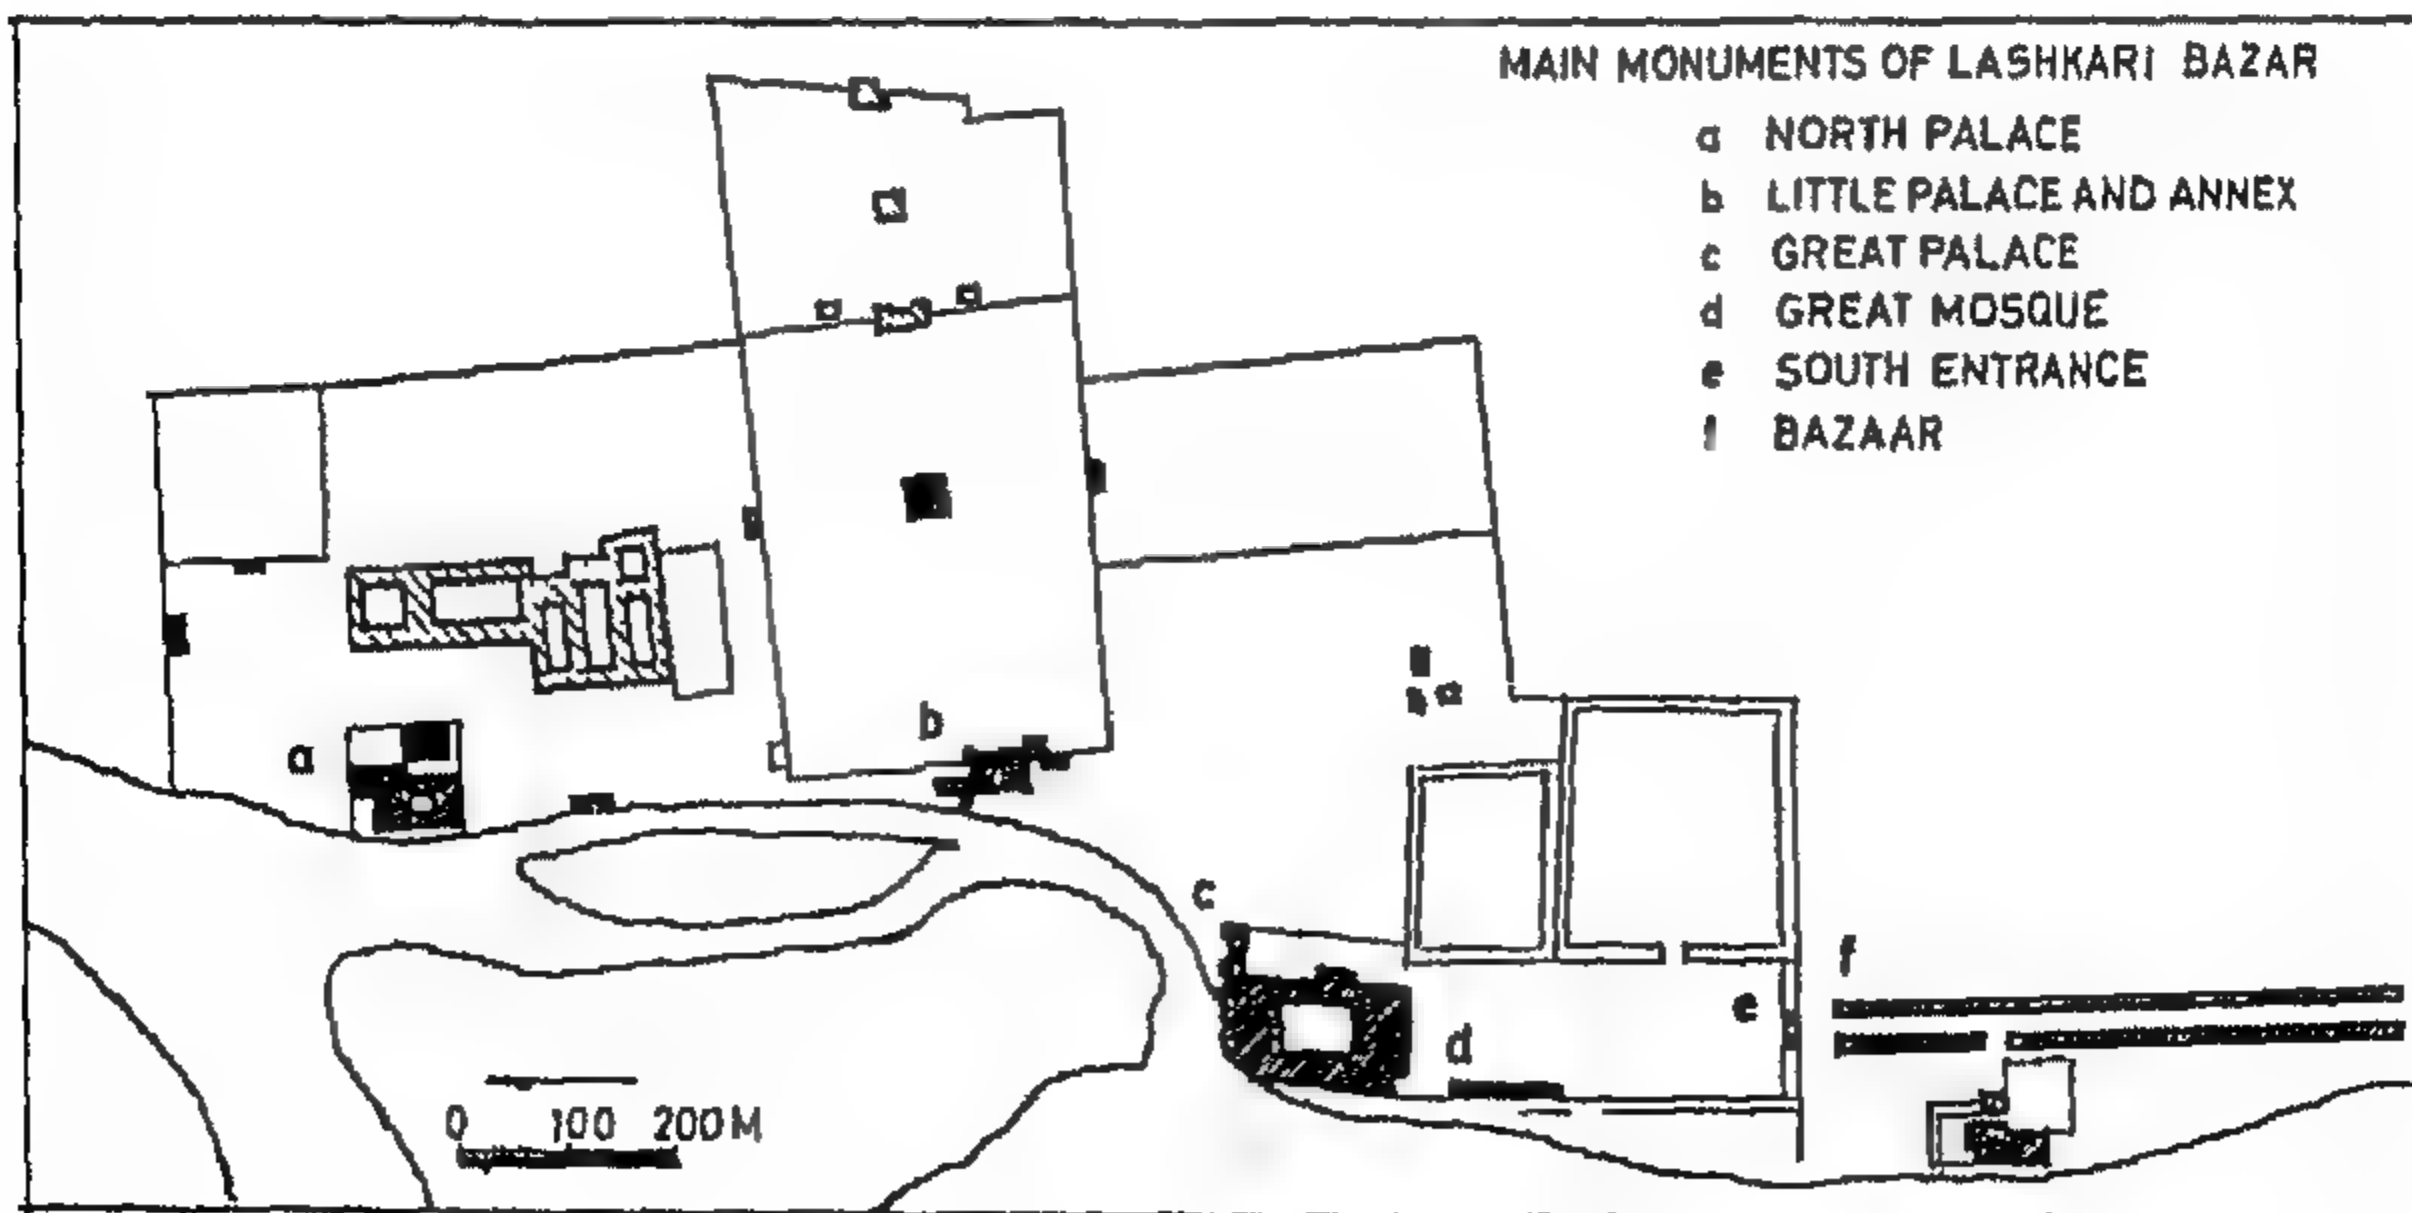 MAIN MONUMENTS OF LASHKARI BAZAR
a NORTH PALACE
b LITTLE PALACE AND ANNEX
c GREAT PALACE
d GREAT MOSQUE
e SOUTH ENTRANCE
f BAZAAR
b
a
c
f
e
d
0 100 200M